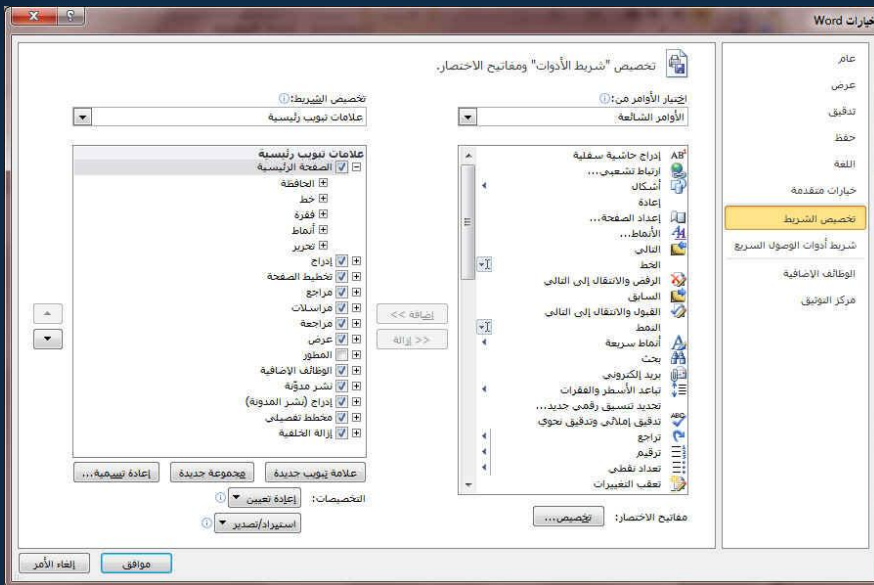 خيارات Word
عام
عرض
تدقيق
حفظ
اللغة
خيارات متقدمة
تخصيص الشريط
شريط أدوات الوصول السريع
الوظائف الإضافية
مركز التوثيق
تخصيص "شريط الأدوات" ومفاتيح الاختصار.
اختيار الأوامر من:
الأوامر الشائعة
إدراج حاشية سفلية
ارتباط تشعبي...
أشكال
إعادة
إعداد الصفحة...
الأنماط...
التالي
الخط
الرفض والانتقال إلى التالي
السابق
القبول والانتقال إلى التالي
النمط
أنماط سريعة
بحث
بريد إلكتروني
تباعد الأسطر والفقرات
تحديد تنسيق رقمي جديد...
تدقيق إملائي وتدقيق نحوي
تراجع
ترقيم
تعداد نقطي
تعقب التغييرات
مفاتيح الاختصار: تخصيص...
إضافة >>
<< إزالة
تخصيص الشريط:
علامات تبويب رئيسية
علامات تبويب رئيسية
الصفحة الرئيسية
الحافظة
خط
فقرة
أنماط
تحرير
إدراج
تخطيط الصفحة
مراجع
مراسلات
مراجعة
عرض
المطور
الوظائف الإضافية
نشر مدوّنة
إدراج (نشر المدونة)
مخطط تفصيلي
إزالة الخلفية
علامة تبويب جديدة مجموعة جديدة إعادة تسمية...
التخصيصات: إعادة تعيين
استيراد/تصدير
موافق إلغاء الأمر